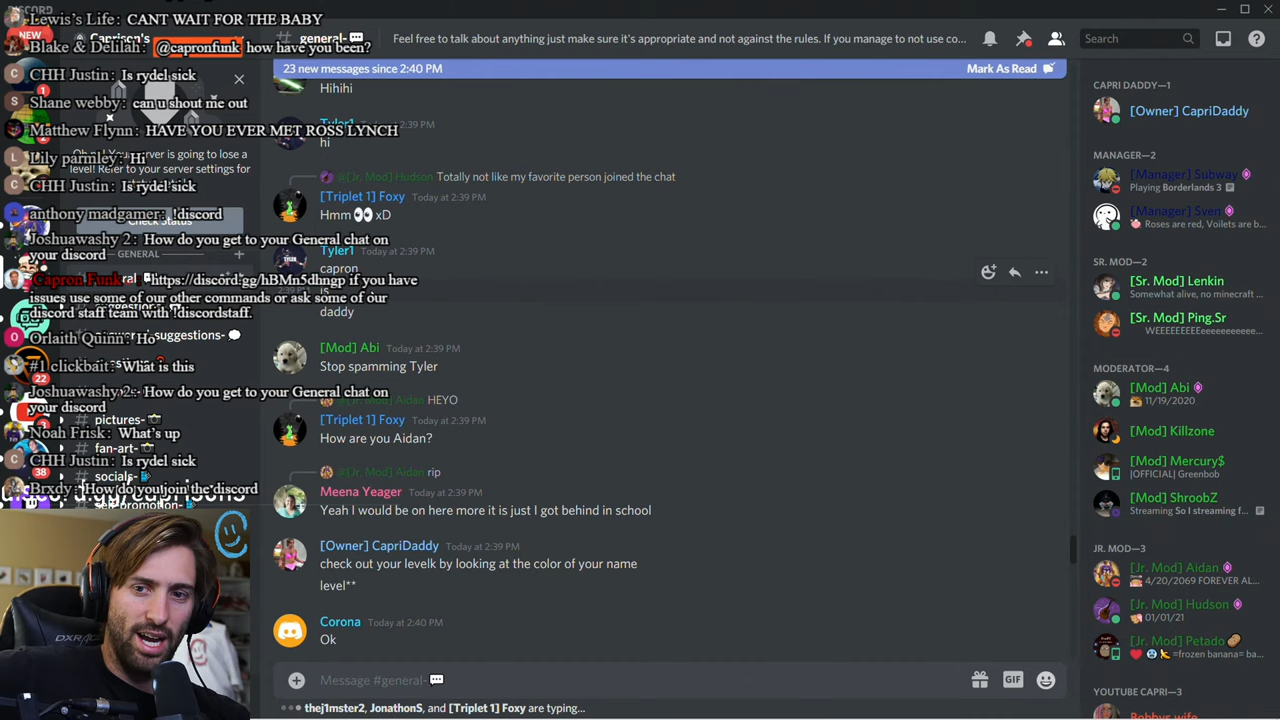 DISCORD
Lewis's Life: CANT WAIT FOR THE BABY
NEW
Caprison's
Blake & Delilah: @capronfunk how have you been?
CHH Justin: Is rydel sick
Shane webby: can u shout me out
Matthew Flynn: HAVE YOU EVER MET ROSS LYNCH
Lily parmley: Hi
server is going to lose a
level! Refer to your server settings for
CHH Justin: Is rydel sick
anthony madgamer: !discord
Check Status
Joshuawashy 2: How do you get to your General chat on
your discord
GENERAL
Capron Funk: https://discord.gg/hBMn5dhngp if you have
issues use some of our other commands or ask some of our
discord staff team with !discordstaff.
Orlaith Quinn: Ho
#1 clickbait: What is this
22
Joshuawashy 2: How do you get to your General chat on
your discord
# pictures-
Noah Frisk: What's up
# fan-art-
CHH Justin: Is rydel sick
38
# socials-
Brxdy: How do you join the discord
# self-promotion-
DXRACER
general-
Feel free to talk about anything just make sure it's appropriate and not against the rules. If you manage to not use co...
Search
23 new messages since 2:40 PM
Mark As Read
Hihihi
Tyler1 2:39 PM
hi
@[Jr. Mod] Hudson Totally not like my favorite person joined the chat
[Triplet 1] Foxy Today at 2:39 PM
Hmm 👀 xD
Tyler1 Today at 2:39 PM
capron
is
daddy
[Mod] Abi Today at 2:39 PM
Stop spamming Tyler
@[Jr. Mod] Aidan HEYO
[Triplet 1] Foxy Today at 2:39 PM
How are you Aidan?
@[Jr. Mod] Aidan rip
Meena Yeager Today at 2:39 PM
Yeah I would be on here more it is just I got behind in school
[Owner] CapriDaddy Today at 2:39 PM
check out your levelk by looking at the color of your name
level**
Corona Today at 2:40 PM
Ok
Message #general-
GIF
thej1mster2, JonathonS, and [Triplet 1] Foxy are typing...
CAPRI DADDY—1
[Owner] CapriDaddy
MANAGER—2
[Manager] Subway
Playing Borderlands 3
[Manager] Sven
Roses are red, Voilets are b...
SR. MOD—2
[Sr. Mod] Lenkin
Somewhat alive, no minecraft ...
[Sr. Mod] Ping.Sr
WEEEEEEEEeeeeeeeeee...
MODERATOR—4
[Mod] Abi
11/19/2020
[Mod] Killzone
[Mod] Mercury$
|OFFICIAL| Greenbob
[Mod] ShroobZ
Streaming So I streaming f...
JR. MOD—3
[Jr. Mod] Aidan
4/20/2069 FOREVER AL...
[Jr. Mod] Hudson
01/01/21
[Jr. Mod] Petado
=frozen banana= ba...
YOUTUBE CAPRI—3
Bobbys wife